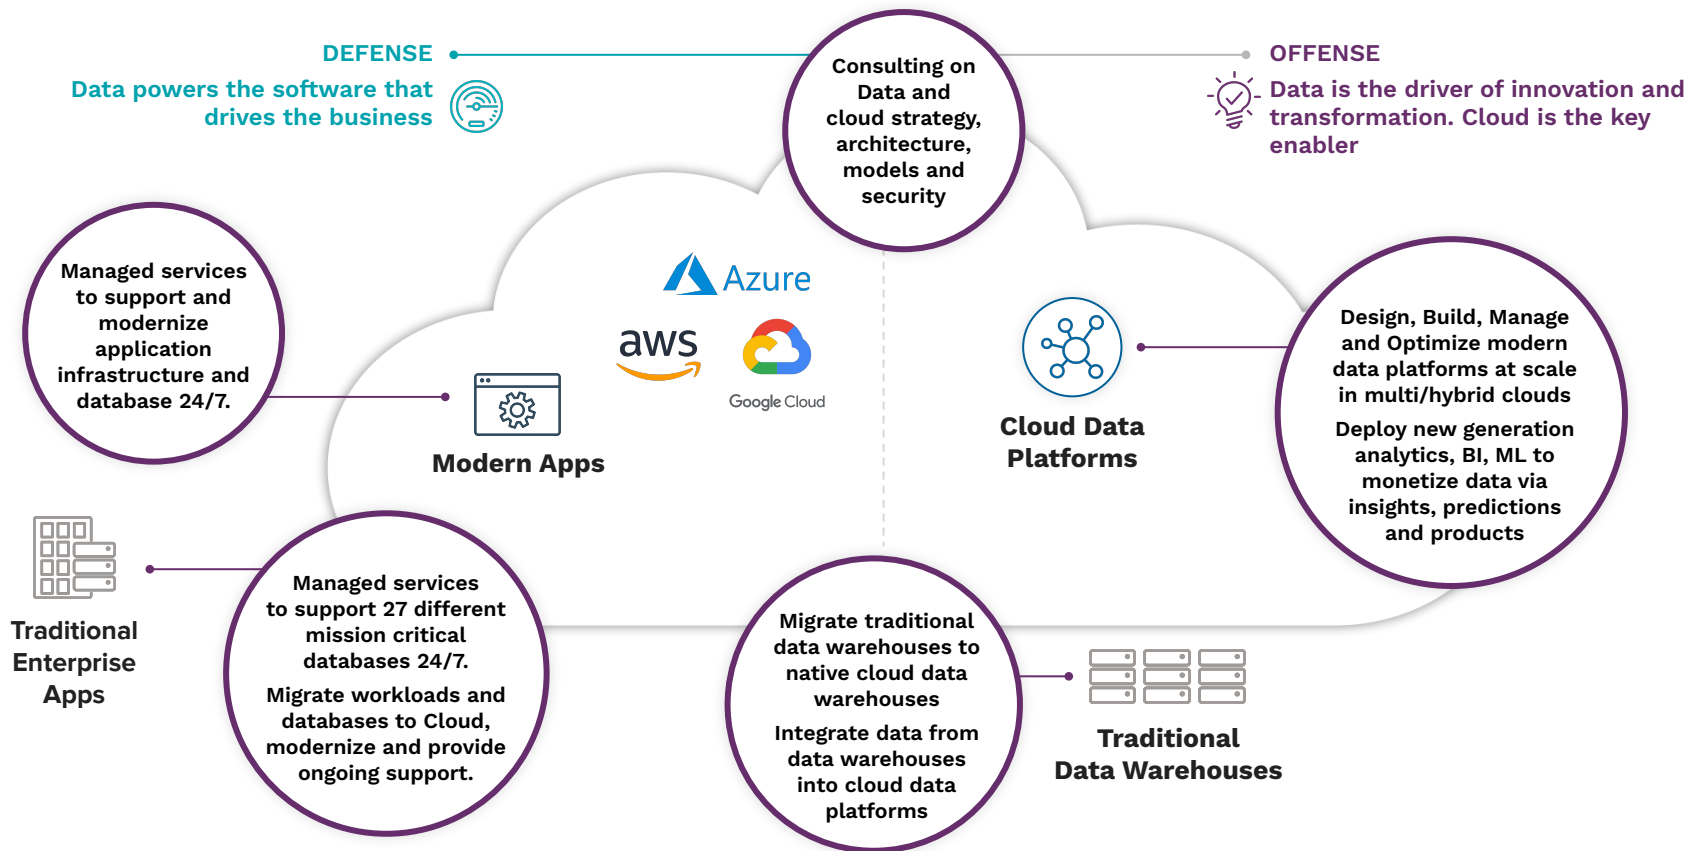 DEFENSE
Data powers the software that
drives the business
Consulting on
Data and
cloud strategy,
architecture,
models and
security
OFFENSE
Data is the driver of innovation and
transformation. Cloud is the key
enabler
Managed services
to support and
modernize
application
infrastructure and
database 24/7.
Azure
aws
Google Cloud
Modern Apps
Cloud Data
Platforms
Design, Build, Manage
and Optimize modern
data platforms at scale
in multi/hybrid clouds
Deploy new generation
analytics, BI, ML to
monetize data via
insights, predictions
and products
Traditional
Enterprise
Apps
Managed services
to support 27 different
mission critical
databases 24/7.
Migrate workloads and
databases to Cloud,
modernize and provide
ongoing support.
Migrate traditional
data warehouses to
native cloud data
warehouses
Integrate data from
data warehouses
into cloud data
platforms
Traditional
Data Warehouses